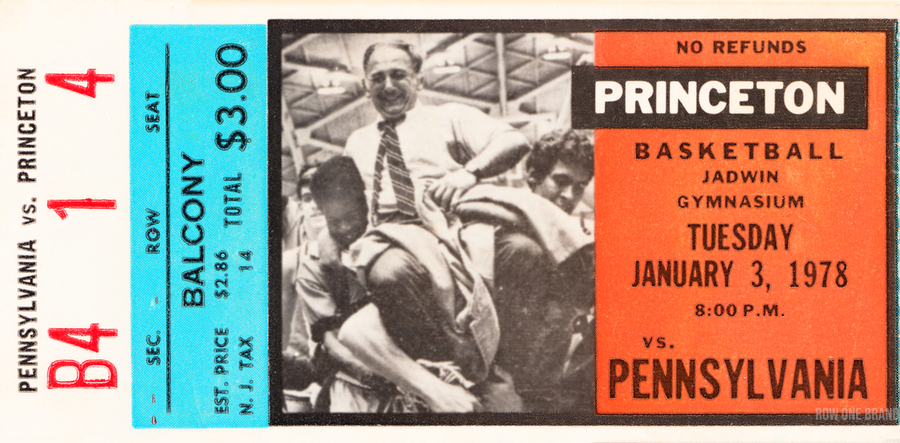 PENNSYLVANIA vs. PRINCETON
B4 1 4
SEC. ROW SEAT
BALCONY
EST. PRICE $2.86 TOTAL $3.00
N. J. TAX 14
NO REFUNDS
PRINCETON
BASKETBALL
JADWIN
GYMNASIUM
TUESDAY
JANUARY 3, 1978
8:00 P.M.
vs.
PENNSYLVANIA
ROW ONE BRAND